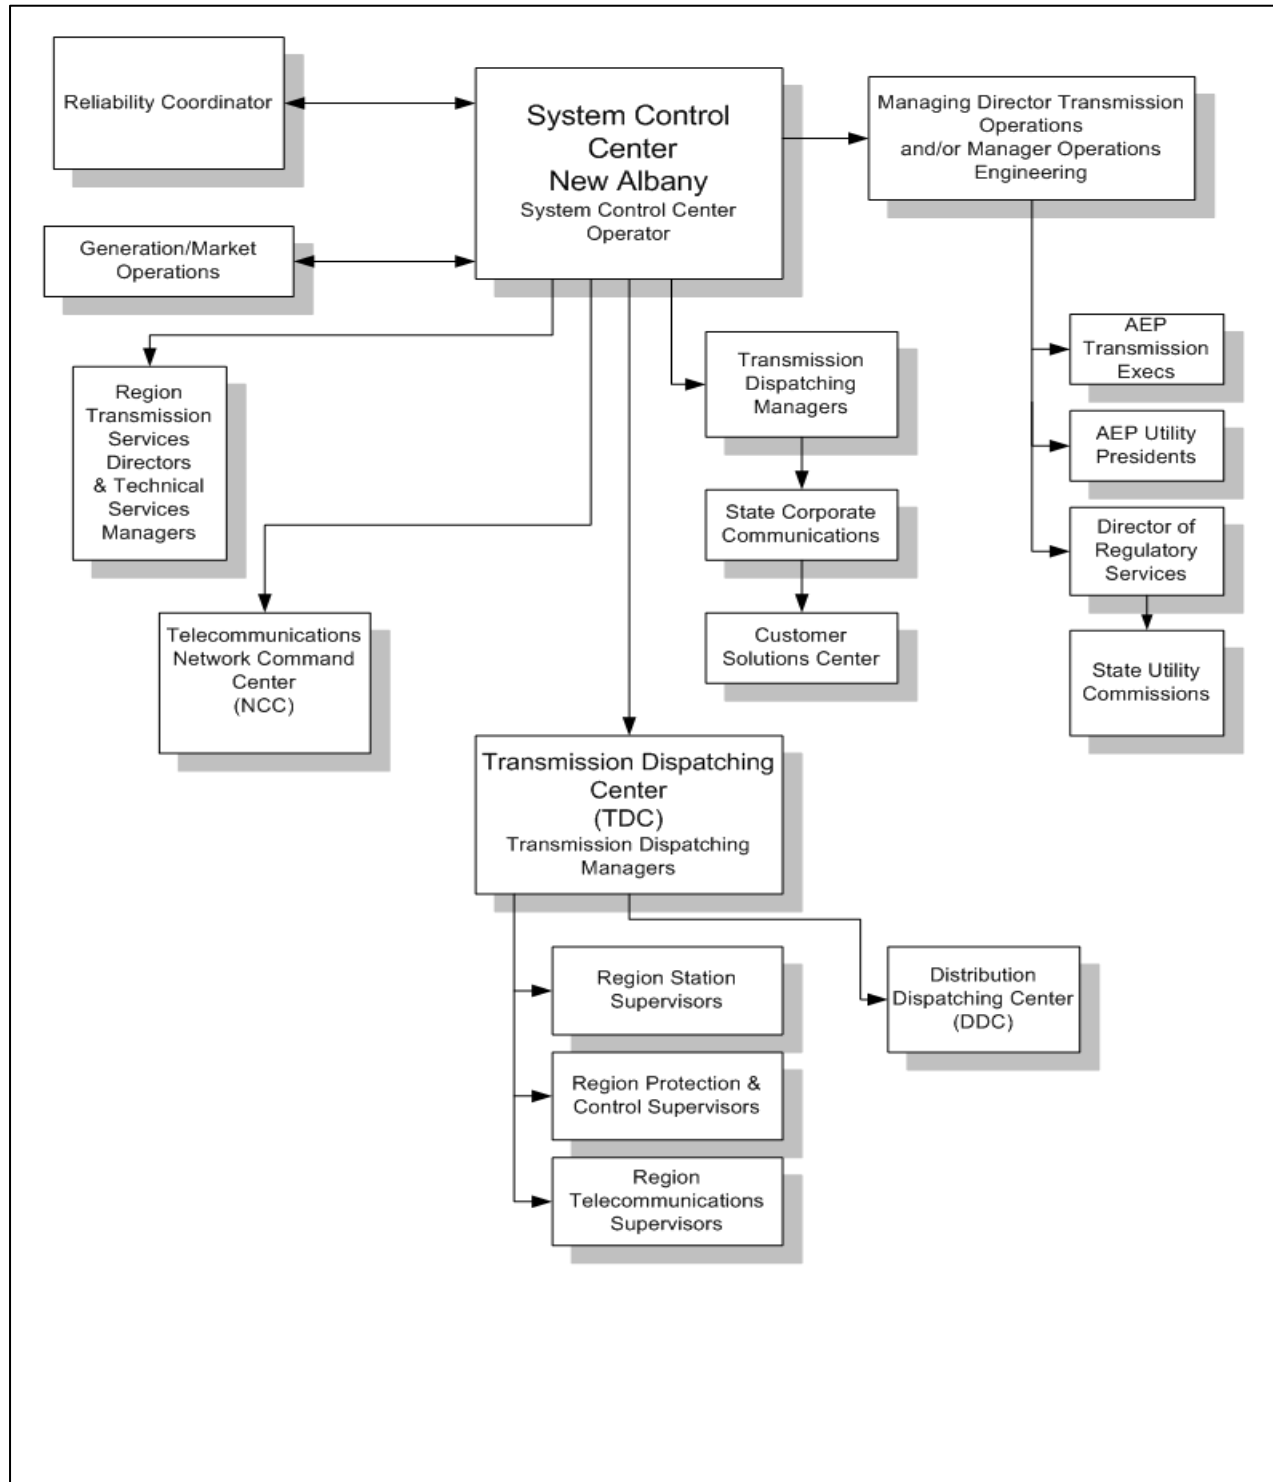 Reliability Coordinator
System Control
Center
New Albany
System Control Center
Operator
Managing Director Transmission
Operations
and/or Manager Operations
Engineering
Generation/Market
Operations
Region
Transmission
Services
Directors
& Technical
Services
Managers
Transmission
Dispatching
Managers
AEP
Transmission
Execs
AEP Utility
Presidents
State Corporate
Communications
Director of
Regulatory
Services
Telecommunications
Network Command
Center
(NCC)
Customer
Solutions Center
State Utility
Commissions
Transmission Dispatching
Center
(TDC)
Transmission Dispatching
Managers
Region Station
Supervisors
Distribution
Dispatching Center
(DDC)
Region Protection &
Control Supervisors
Region
Telecommunications
Supervisors